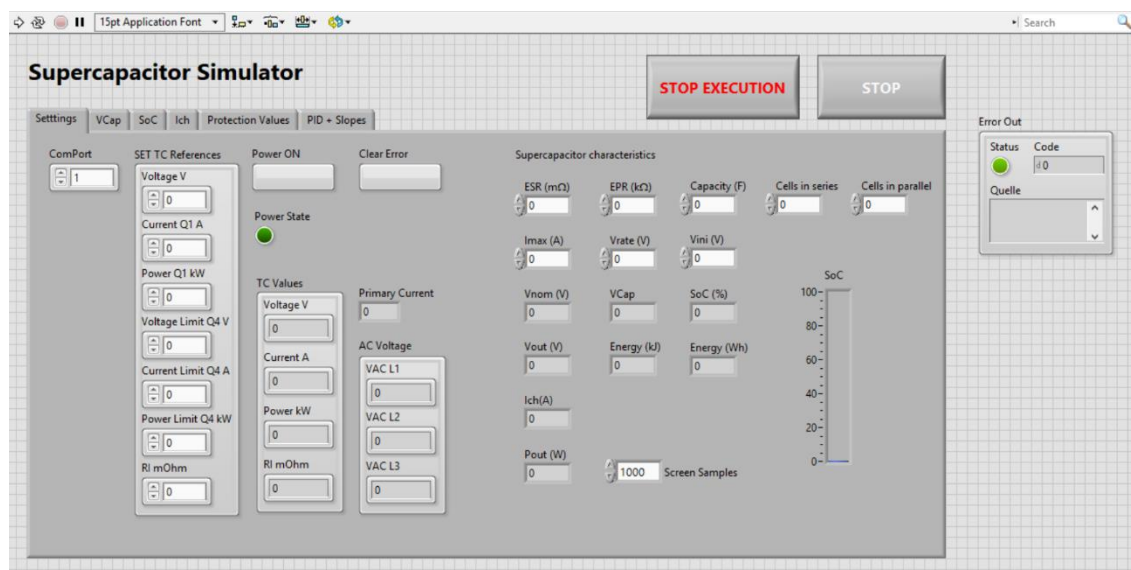 15pt Application Font
Search
Supercapacitor Simulator
STOP EXECUTION
STOP
Setttings VCap SoC Ich Protection Values PID + Slopes
ComPort
1
SET TC References
Voltage V
0
Current Q1 A
0
Power Q1 kW
0
Voltage Limit Q4 V
0
Current Limit Q4 A
0
Power Limit Q4 kW
0
RI mOhm
0
Power ON
Power State
Clear Error
TC Values
Voltage V
0
Current A
0
Power kW
0
RI mOhm
0
Primary Current
0
AC Voltage
VAC L1
0
VAC L2
0
VAC L3
0
Supercapacitor characteristics
ESR (mΩ) EPR (kΩ) Capacity (F) Cells in series Cells in parallel
0 0 0 0 0
Imax (A) Vrate (V) Vini (V)
0 0 0
Vnom (V) VCap SoC (%)
0 0 0
Vout (V) Energy (kJ) Energy (Wh)
0 0 0
Ich(A)
0
Pout (W)
0
1000 Screen Samples
SoC
100
80
60
40
20
0
Error Out
Status Code
d 0
Quelle